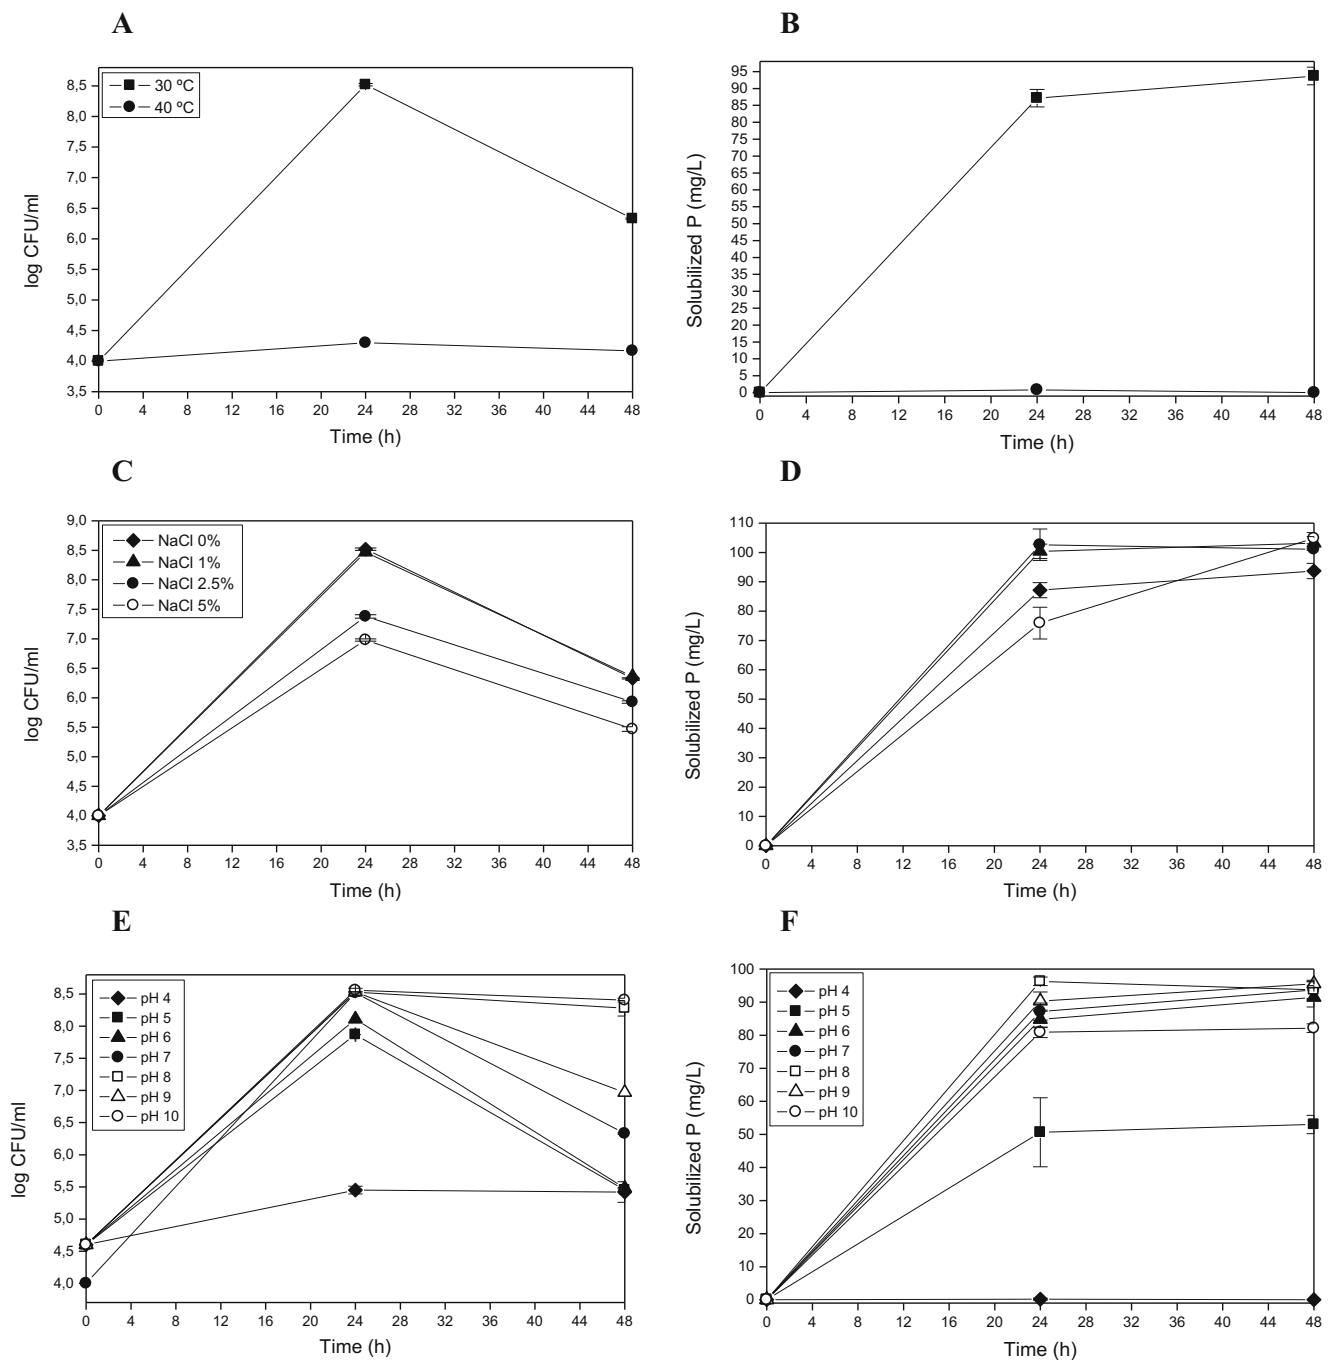 A
B
30 ºC
40 ºC
8,5
8,0
7,5
7,0
6,5
6,0
5,5
5,0
4,5
4,0
3,5
log CFU/ml
0 4 8 12 16 20 24 28 32 36 40 44 48
Time (h)
95
90
85
80
75
70
65
60
55
50
45
40
35
30
25
20
15
10
5
0
Solubilized P (mg/L)
0 4 8 12 16 20 24 28 32 36 40 44 48
Time (h)
C
D
NaCl 0%
NaCl 1%
NaCl 2.5%
NaCl 5%
9,0
8,5
8,0
7,5
7,0
6,5
6,0
5,5
5,0
4,5
4,0
3,5
log CFU/ml
0 4 8 12 16 20 24 28 32 36 40 44 48
Time (h)
110
100
90
80
70
60
50
40
30
20
10
0
Solubilized P (mg/L)
0 4 8 12 16 20 24 28 32 36 40 44 48
Time (h)
E
F
pH 4
pH 5
pH 6
pH 7
pH 8
pH 9
pH 10
8,5
8,0
7,5
7,0
6,5
6,0
5,5
5,0
4,5
4,0
log CFU/ml
0 4 8 12 16 20 24 28 32 36 40 44 48
Time (h)
pH 4
pH 5
pH 6
pH 7
pH 8
pH 9
pH 10
100
90
80
70
60
50
40
30
20
10
0
Solubilized P (mg/L)
0 4 8 12 16 20 24 28 32 36 40 44 48
Time (h)